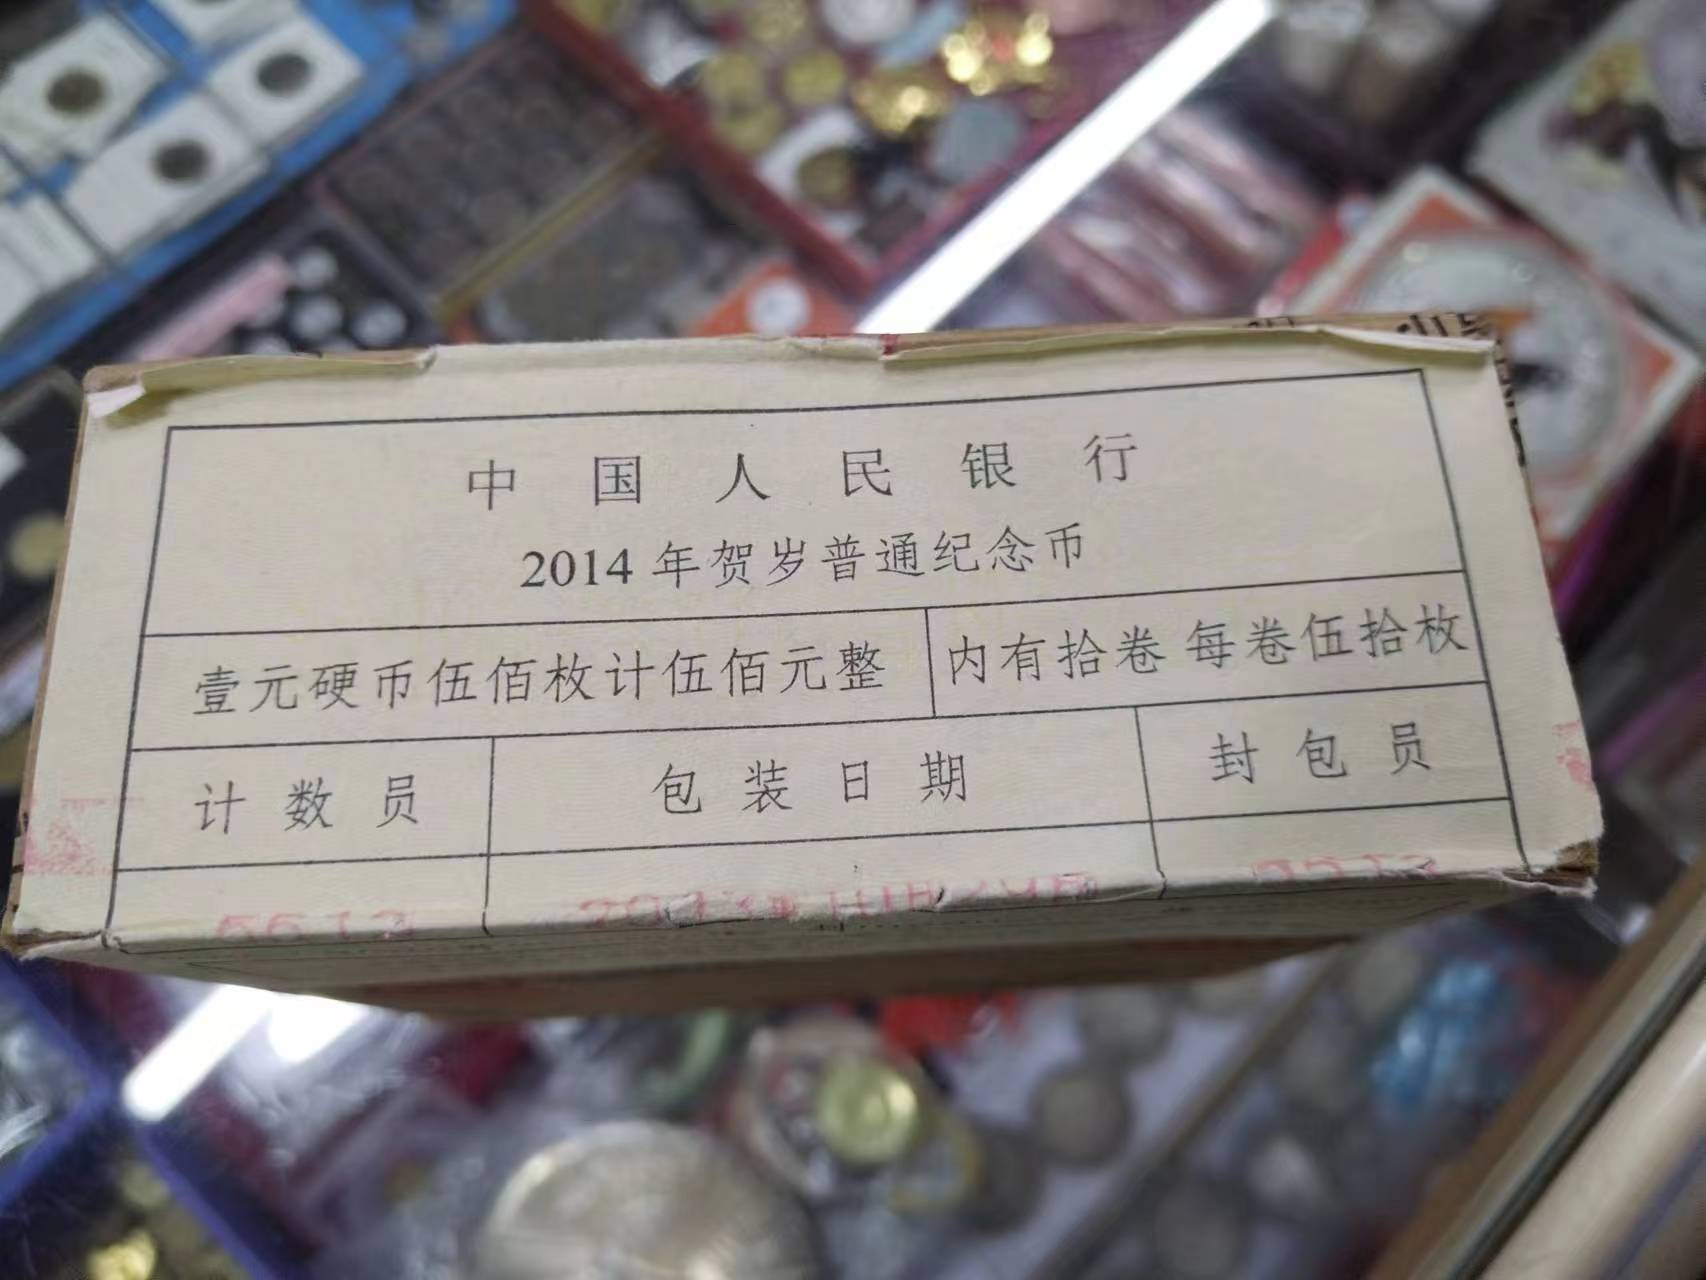 中国人民银行
2014年贺岁普通纪念币
壹元硬币伍佰枚计伍佰元整 内有拾卷 每卷伍拾枚
计数员 包装日期 封包员